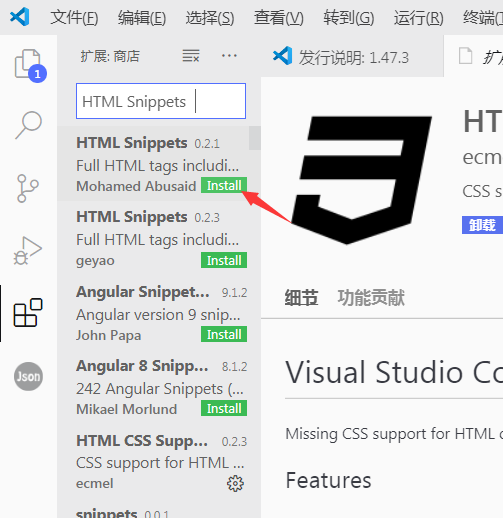 文件(F) 编辑(E) 选择(S) 查看(V) 转到(G) 运行(R) 终端
扩展: 商店
发行说明: 1.47.3
1
HTML Snippets
HTML Snippets 0.2.1
Full HTML tags includi...
Mohamed Abusaid Install
HTML Snippets 0.2.3
Full HTML tags includi...
geyao Install
Angular Snippet... 9.1.2
Angular version 9 snip...
John Papa Install
Angular 8 Snipp... 8.1.2
242 Angular Snippets (...
Mikael Morlund Install
HTML CSS Supp... 0.2.3
CSS support for HTML ...
ecmel
snippets 0.0.1
Json
HT
ecme
CSS s
卸载
细节 功能贡献
Visual Studio Co
Missing CSS support for HTML
Features